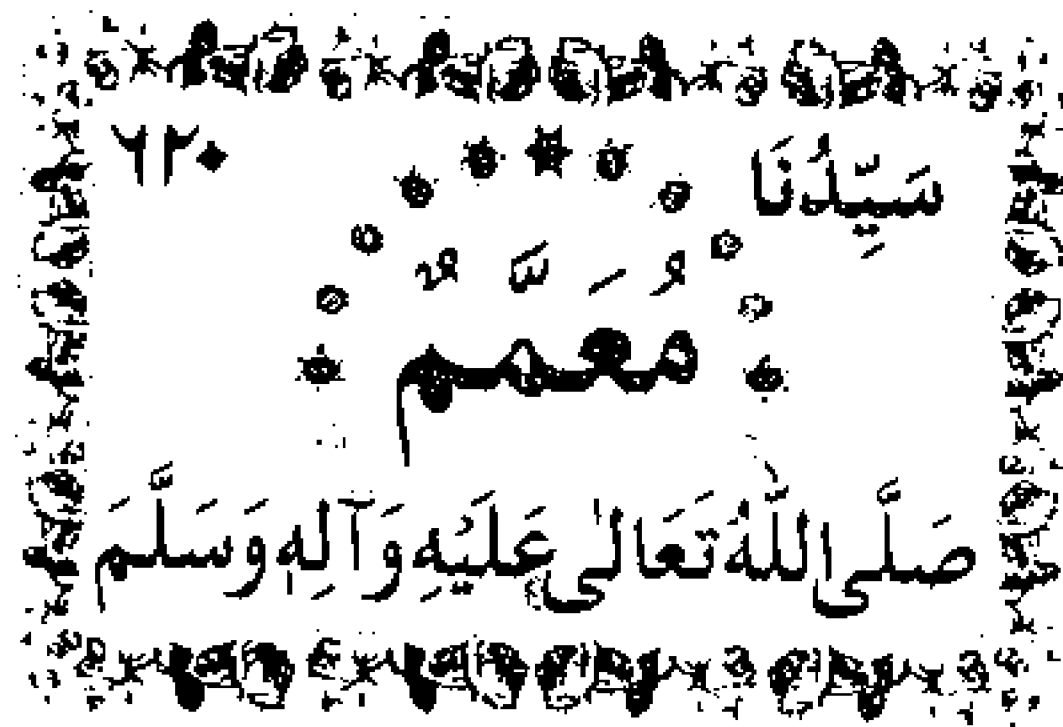 سَيِّدُنَا ٦٢٠
مُعَمَّمٌ
صَلَّى اللّٰهُ تَعَالٰى عَلَيْهِ وَآلِهٖ وَسَلَّمَ